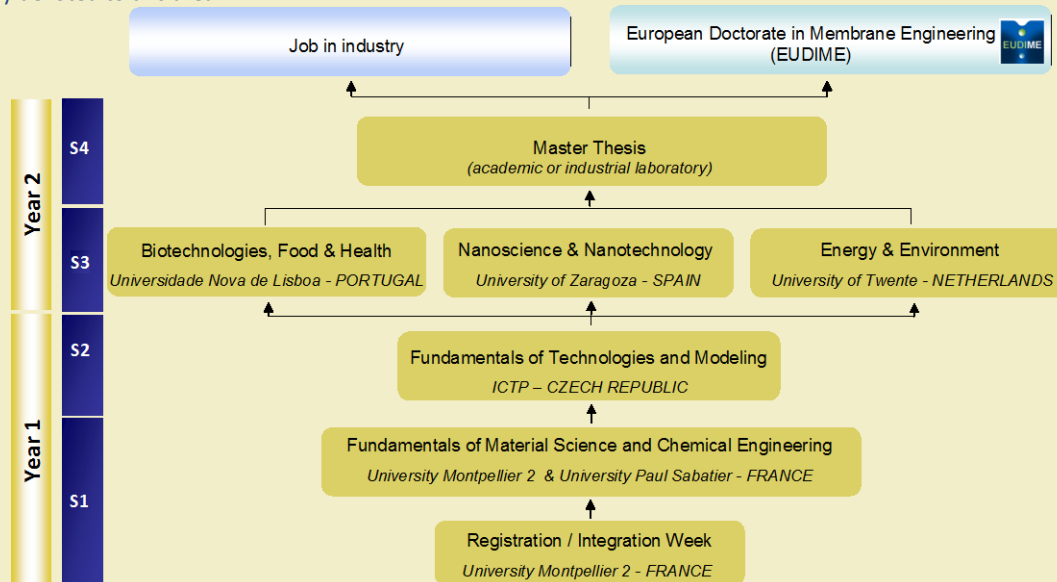 Job in industry
European Doctorate in Membrane Engineering
(EUDIME)
EUDIME
Year 2
S4
Master Thesis
(academic or industrial laboratory)
S3
Biotechnologies, Food & Health
Universidade Nova de Lisboa - PORTUGAL
Nanoscience & Nanotechnology
University of Zaragoza - SPAIN
Energy & Environment
University of Twente - NETHERLANDS
Year 1
S2
Fundamentals of Technologies and Modeling
ICTP – CZECH REPUBLIC
S1
Fundamentals of Material Science and Chemical Engineering
University Montpellier 2 & University Paul Sabatier - FRANCE
Registration / Integration Week
University Montpellier 2 - FRANCE